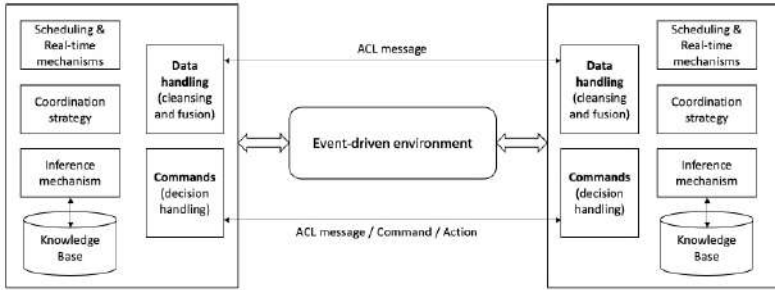 Scheduling &
Real-time
mechanisms
Coordination
strategy
Inference
mechanism
Knowledge
Base
Data
handling
(cleansing
and fusion)
Commands
(decision
handling)
ACL message
Event-driven environment
ACL message / Command / Action
Data
handling
(cleansing
and fusion)
Commands
(decision
handling)
Scheduling &
Real-time
mechanisms
Coordination
strategy
Inference
mechanism
Knowledge
Base